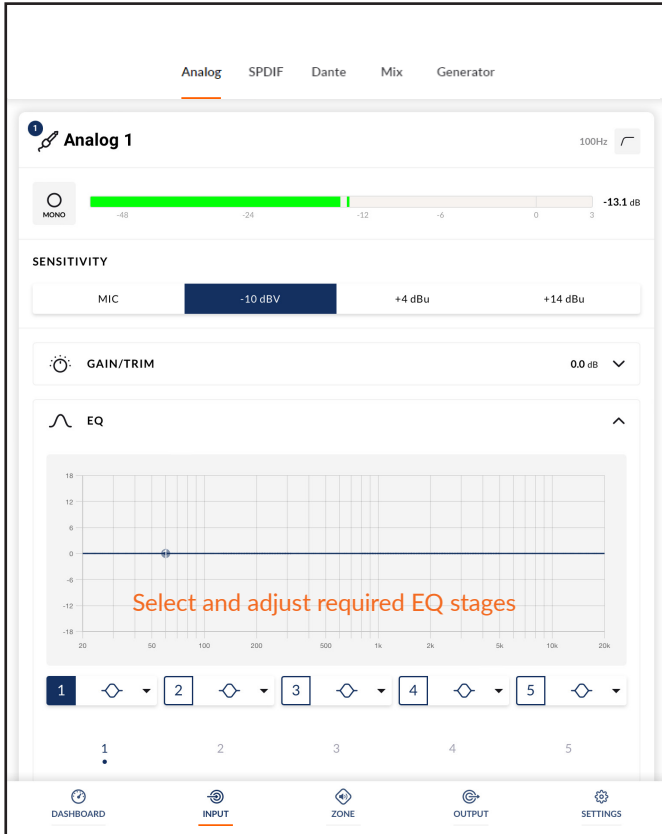 Analog SPDIF Dante Mix Generator
1
Analog 1
100Hz
MONO
-48 -24 -12 -6 0 3
-13.1 dB
SENSITIVITY
MIC -10 dBV +4 dBu +14 dBu
GAIN/TRIM 0.0 dB
EQ
18
12
6
0
1
-6
-12
-18
Select and adjust required EQ stages
20 50 100 200 500 1k 2k 5k 10k 20k
1 2 3 4 5
1 2 3 4 5
DASHBOARD INPUT ZONE OUTPUT SETTINGS